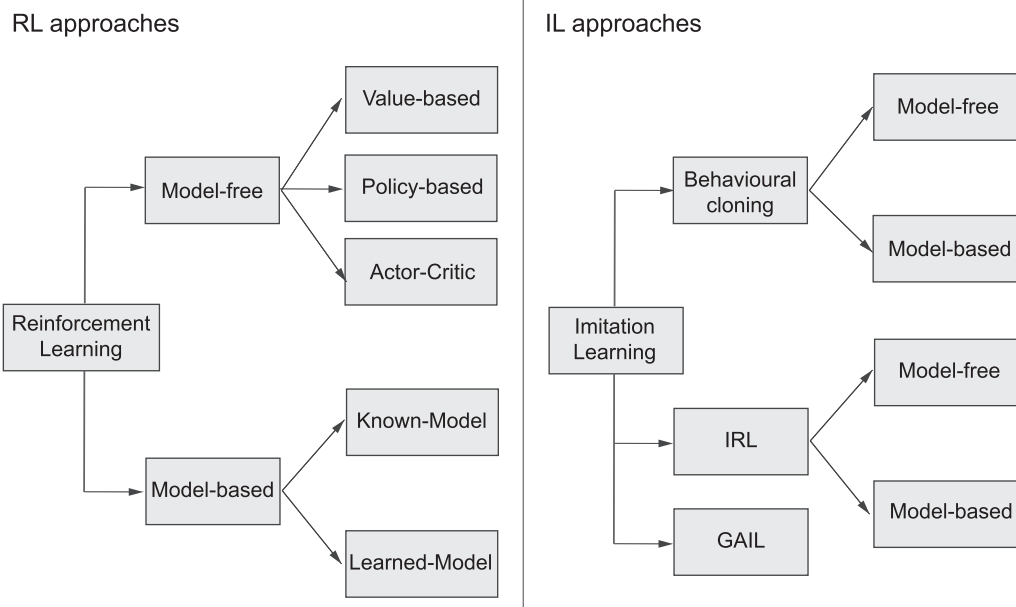 RL approaches
Value-based
Model-free
Policy-based
Actor-Critic
Reinforcement
Learning
Known-Model
Model-based
Learned-Model
IL approaches
Model-free
Behavioural
cloning
Model-based
Imitation
Learning
Model-free
IRL
Model-based
GAIL